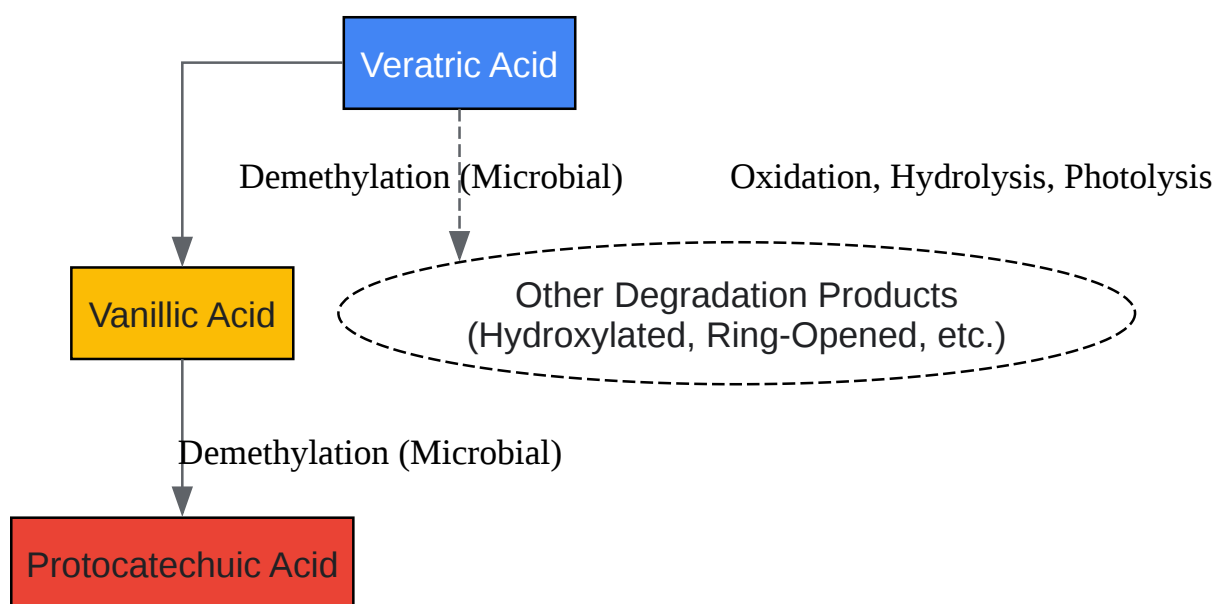 Veratric Acid
Demethylation (Microbial)
Oxidation, Hydrolysis, Photolysis
Vanillic Acid
Other Degradation Products
(Hydroxylated, Ring-Opened, etc.)
Demethylation (Microbial)
Protocatechuic Acid